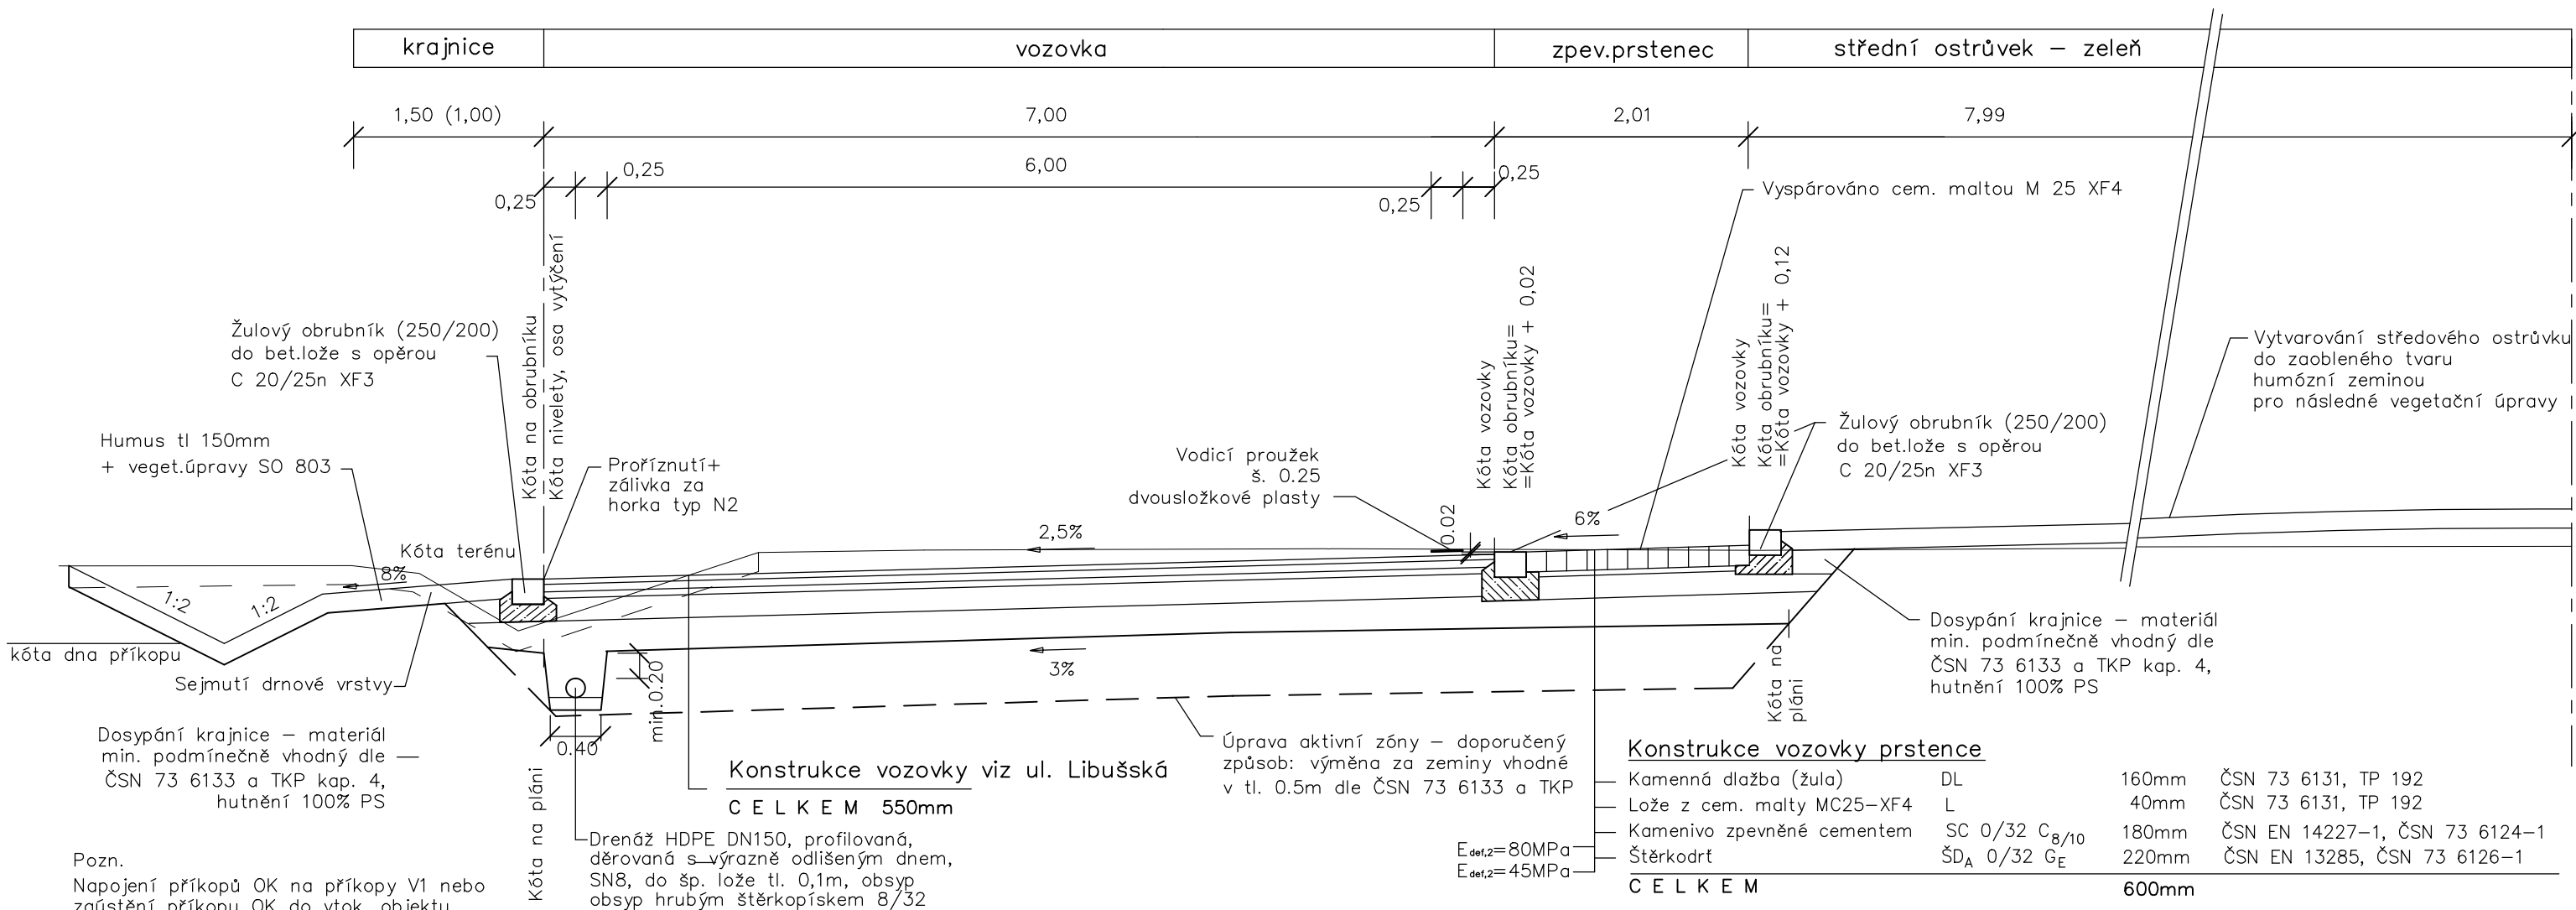 krajnice
vozovka
zpev.prstenec
střední ostrůvek – zeleň
1,50 (1,00)
7,00
2,01
7,99
0,25
0,25
6,00
0,25
0,25
Vyspárováno cem. maltou M 25 XF4
Kóta na obrubníku
Kóta nivelety, osa vytýčení
Kóta vozovky
Kóta obrubníku=
=Kóta vozovky + 0,02
Kóta vozovky
Kóta obrubníku=
=Kóta vozovky + 0,12
Žulový obrubník (250/200)
do bet.lože s opěrou
C 20/25n XF3
Vytvarování středového ostrůvku
do zaobleného tvaru
humózní zeminou
pro následné vegetační úpravy
Žulový obrubník (250/200)
do bet.lože s opěrou
C 20/25n XF3
Humus tl 150mm
+ veget.úpravy SO 803
Proříznutí+
zálivka za
horka typ N2
Vodicí proužek
š. 0.25
dvousložkové plasty
0.02
6%
2,5%
Kóta terénu
8%
1:2
1:2
kóta dna příkopu
Sejmutí drnové vrstvy
3%
min.0.20
0.40
Kóta na
pláni
Dosypání krajnice – materiál
min. podmínečně vhodný dle
ČSN 73 6133 a TKP kap. 4,
hutnění 100% PS
Dosypání krajnice – materiál
min. podmínečně vhodný dle
ČSN 73 6133 a TKP kap. 4,
hutnění 100% PS
Kóta na pláni
Konstrukce vozovky viz ul. Libušská
CELKEM 550mm
Úprava aktivní zóny – doporučený
způsob: výměna za zeminy vhodné
v tl. 0.5m dle ČSN 73 6133 a TKP
Drenáž HDPE DN150, profilovaná,
děrovaná s výrazně odlišeným dnem,
SN8, do šp. lože tl. 0,1m, obsyp
obsyp hrubým štěrkopískem 8/32
Konstrukce vozovky prstence
Kamenná dlažba (žula) DL 160mm ČSN 73 6131, TP 192
Lože z cem. malty MC25–XF4 L 40mm ČSN 73 6131, TP 192
Kamenivo zpevněné cementem SC 0/32 C8/10 180mm ČSN EN 14227–1, ČSN 73 6124–1
Edef,2=80MPa
Štěrkodrť ŠDA 0/32 GE 220mm ČSN EN 13285, ČSN 73 6126–1
Edef,2=45MPa
CELKEM 600mm
Pozn.
Napojení příkopů OK na příkopy V1 nebo
zaústění příkopu OK do vtok. objektu